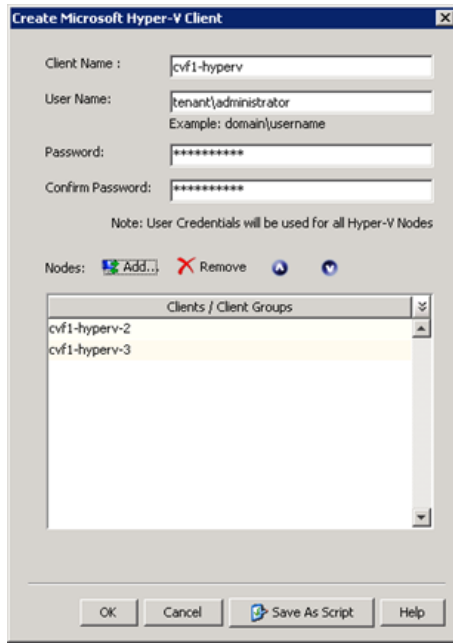 Create Microsoft Hyper-V Client
Client Name : cvf1-hyperv
User Name: tenant\administrator
Example: domain\username
Password: **********
Confirm Password: **********
Note: User Credentials will be used for all Hyper-V Nodes
Nodes: Add... Remove
Clients / Client Groups
cvf1-hyperv-2
cvf1-hyperv-3
OK Cancel Save As Script Help